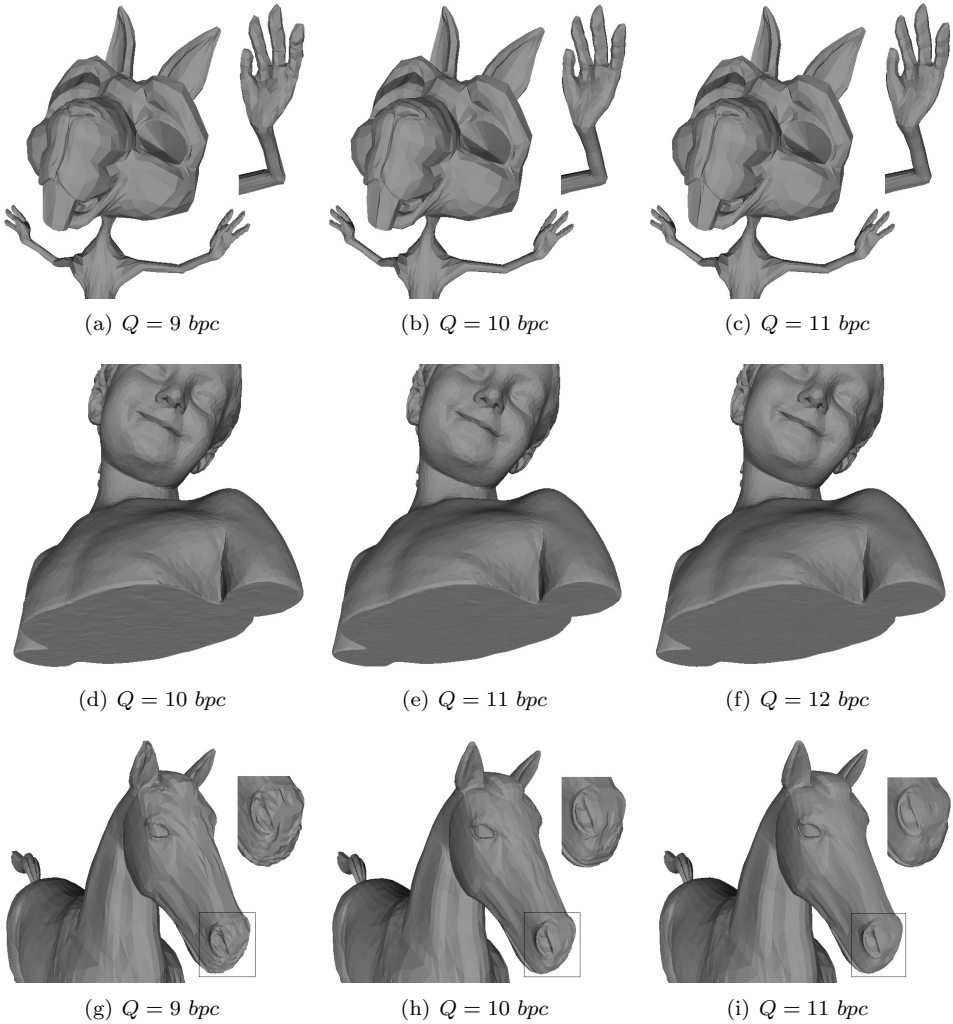 (a) Q = 9 bpc
(b) Q = 10 bpc
(c) Q = 11 bpc
(d) Q = 10 bpc
(e) Q = 11 bpc
(f) Q = 12 bpc
(g) Q = 9 bpc
(h) Q = 10 bpc
(i) Q = 11 bpc